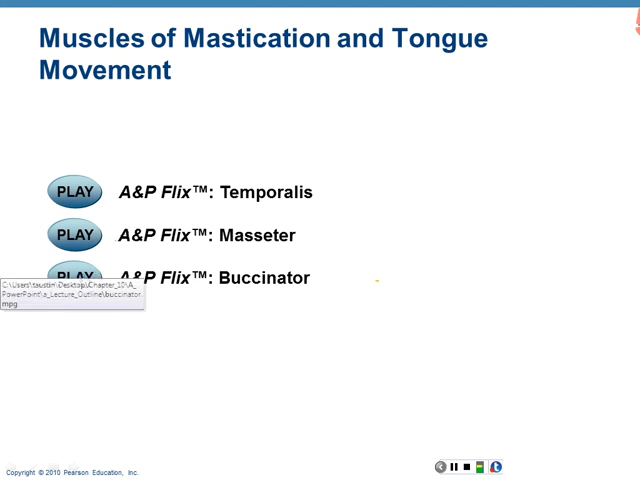 Muscles of Mastication and Tongue
Movement
PLAY A&P Flix™: Temporalis
PLAY A&P Flix™: Masseter
PLAY A&P Flix™: Buccinator
C:\Users\taustin\Desktop\Chapter_10\A_
PowerPoint\a_Lecture_Outline\buccinator.
mpg
Copyright © 2010 Pearson Education, Inc.